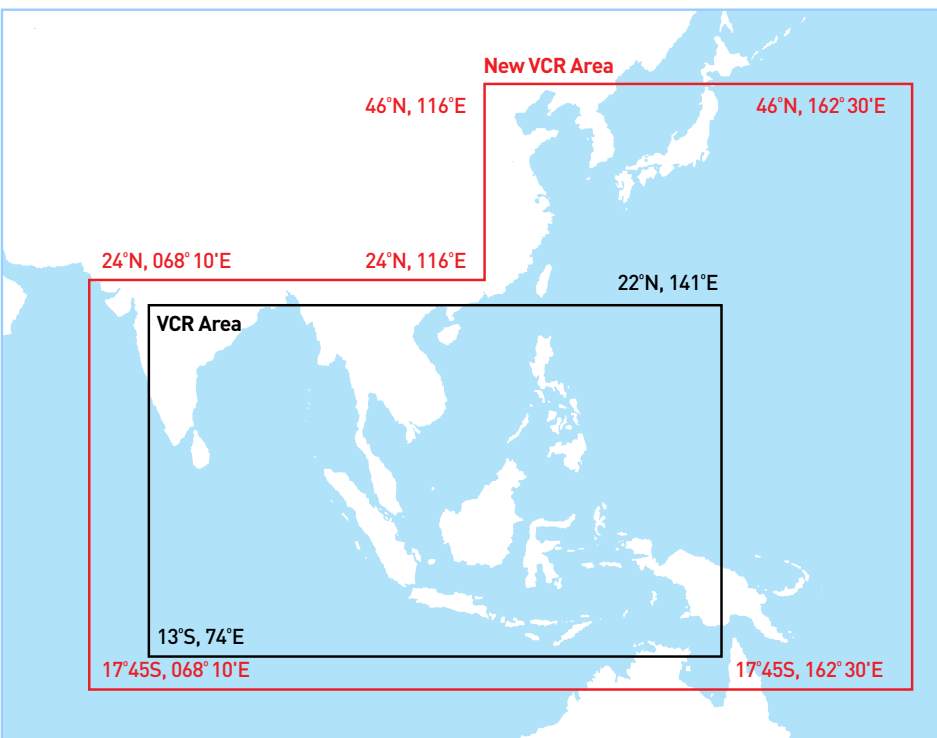 New VCR Area
46°N, 116°E
46°N, 162°30'E
24°N, 068°10'E
24°N, 116°E
22°N, 141°E
VCR Area
13°S, 74°E
17°45S, 068°10'E
17°45S, 162°30'E